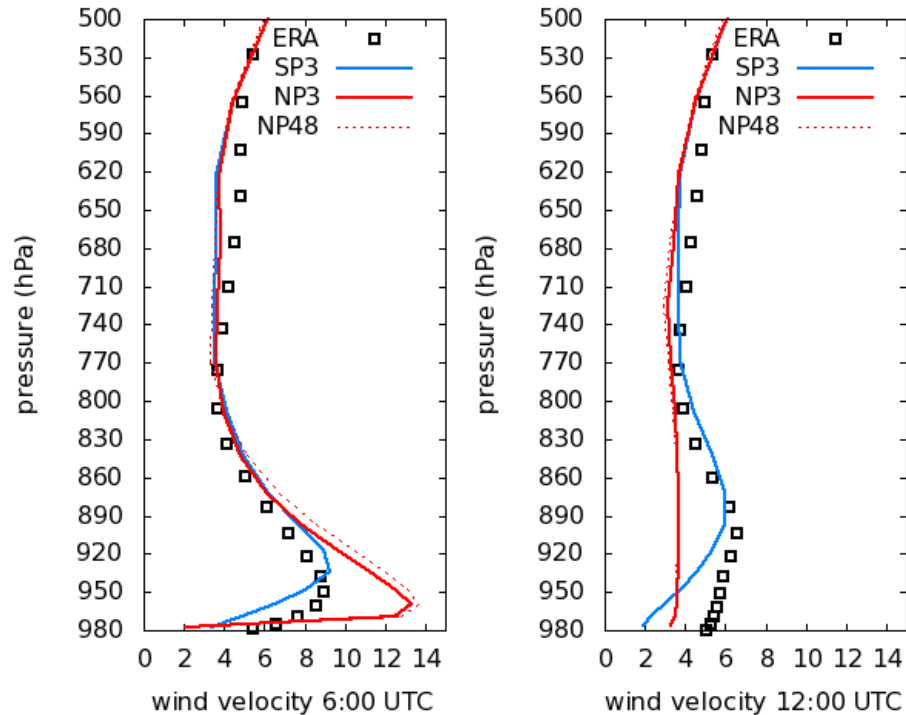 500
530
560
590
620
650
680
710
740
770
800
830
860
890
920
950
980
pressure (hPa)
ERA
SP3
NP3
NP48
0 2 4 6 8 10 12 14
wind velocity 6:00 UTC
500
530
560
590
620
650
680
710
740
770
800
830
860
890
920
950
980
pressure (hPa)
ERA
SP3
NP3
NP48
0 2 4 6 8 10 12 14
wind velocity 12:00 UTC